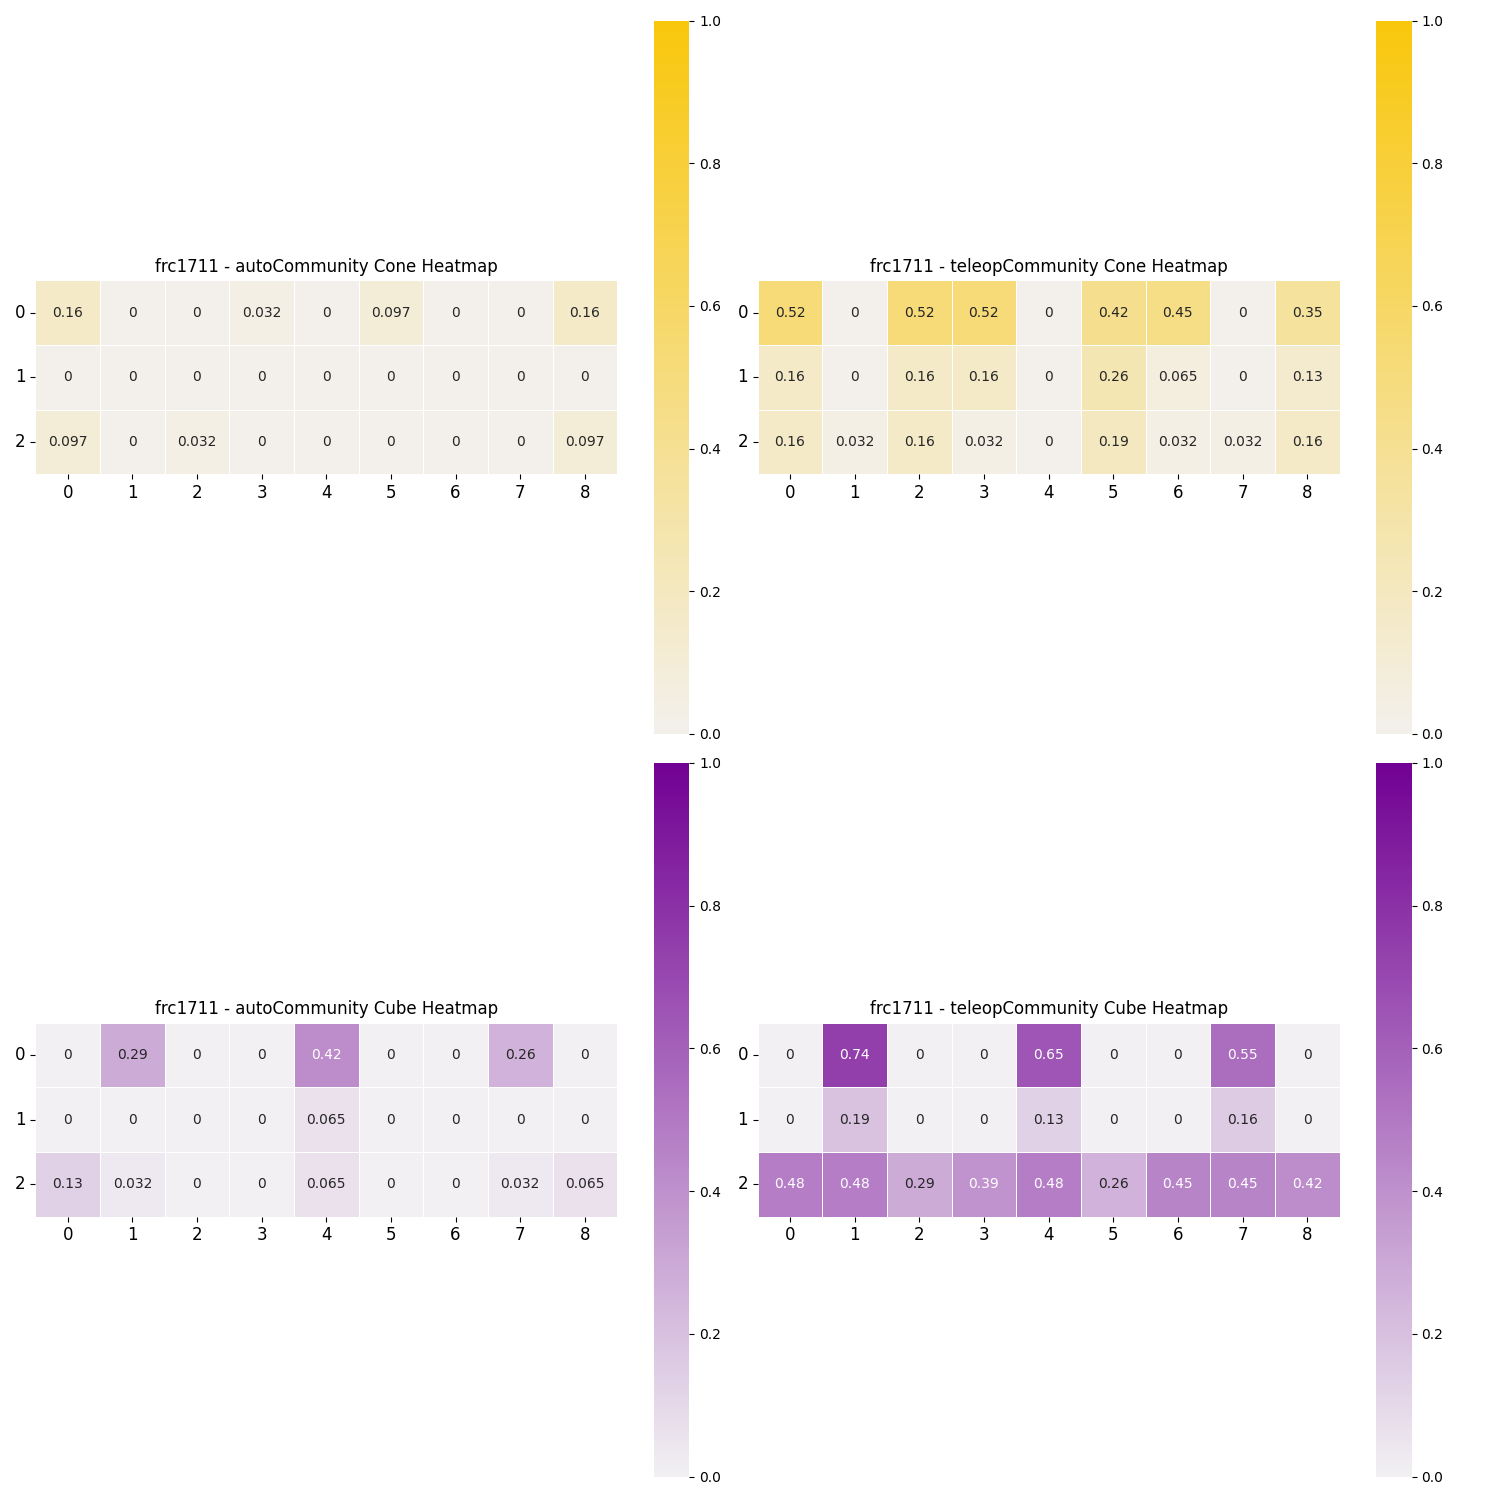 frc1711 - autoCommunity Cone Heatmap
0 0.16 0 0 0.032 0 0.097 0 0 0.16
1 0 0 0 0 0 0 0 0 0
2 0.097 0 0.032 0 0 0 0 0 0.097
0 1 2 3 4 5 6 7 8
1.0
0.8
0.6
0.4
0.2
0.0
frc1711 - teleopCommunity Cone Heatmap
0 0.52 0 0.52 0.52 0 0.42 0.45 0 0.35
1 0.16 0 0.16 0.16 0 0.26 0.065 0 0.13
2 0.16 0.032 0.16 0.032 0 0.19 0.032 0.032 0.16
0 1 2 3 4 5 6 7 8
1.0
0.8
0.6
0.4
0.2
0.0
frc1711 - autoCommunity Cube Heatmap
0 0 0.29 0 0 0.42 0 0 0.26 0
1 0 0 0 0 0.065 0 0 0 0
2 0.13 0.032 0 0 0.065 0 0 0.032 0.065
0 1 2 3 4 5 6 7 8
1.0
0.8
0.6
0.4
0.2
0.0
frc1711 - teleopCommunity Cube Heatmap
0 0 0.74 0 0 0.65 0 0 0.55 0
1 0 0.19 0 0 0.13 0 0 0.16 0
2 0.48 0.48 0.29 0.39 0.48 0.26 0.45 0.45 0.42
0 1 2 3 4 5 6 7 8
1.0
0.8
0.6
0.4
0.2
0.0